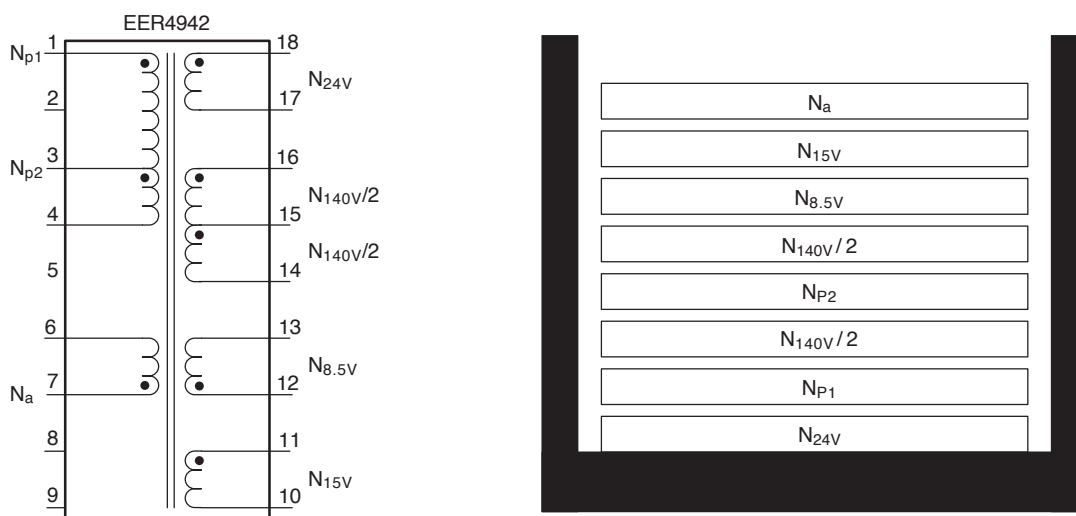 EER4942
1
Np1
2
3
Np2
4
5
6
7
Na
8
9
18
N24V
17
16
N140V/2
15
N140V/2
14
13
N8.5V
12
11
N15V
10
Na
N15V
N8.5V
N140V / 2
NP2
N140V / 2
NP1
N24V